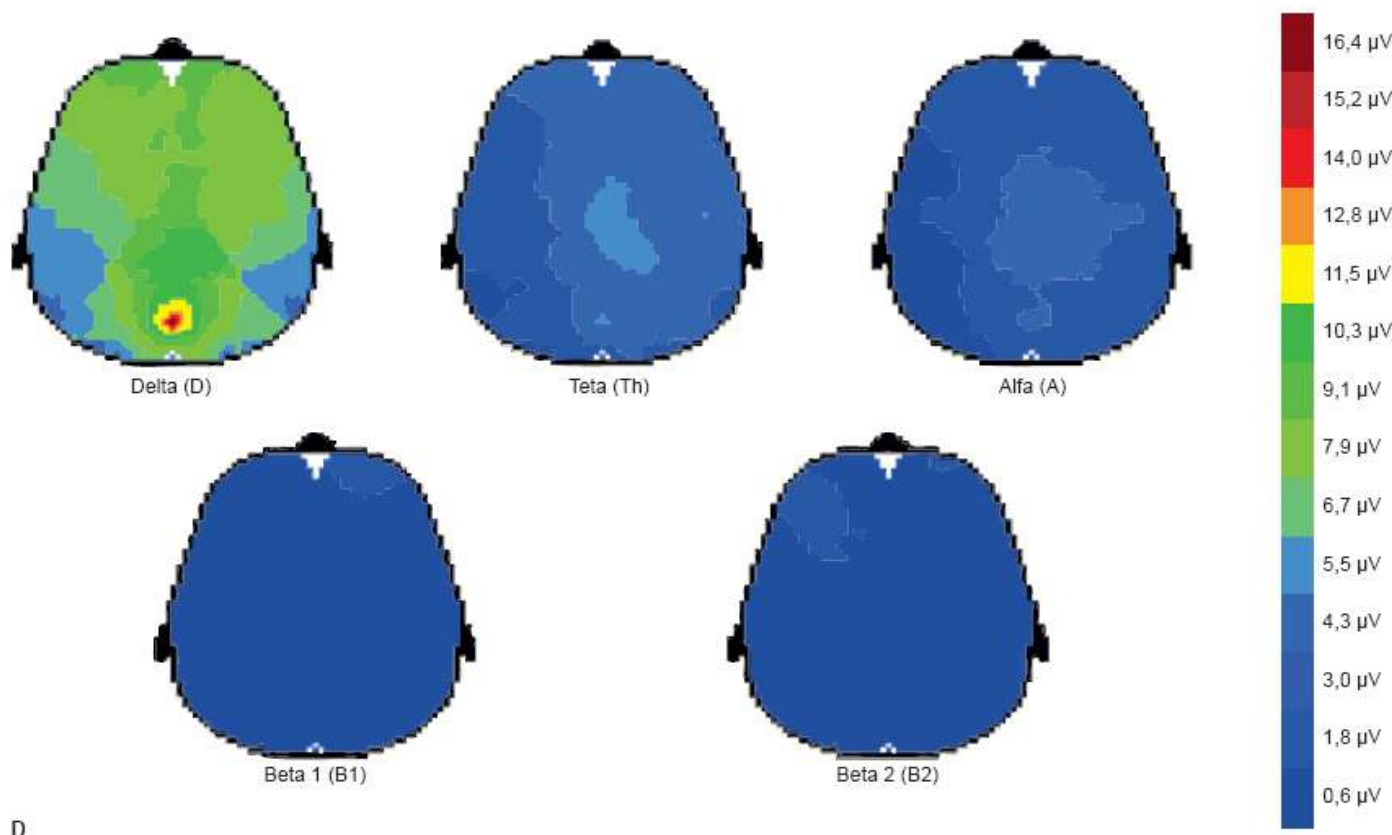 16,4 µV
15,2 µV
14,0 µV
12,8 µV
11,5 µV
10,3 µV
9,1 µV
7,9 µV
6,7 µV
5,5 µV
4,3 µV
3,0 µV
1,8 µV
0,6 µV
Delta (D)
Teta (Th)
Alfa (A)
Beta 1 (B1)
Beta 2 (B2)
D